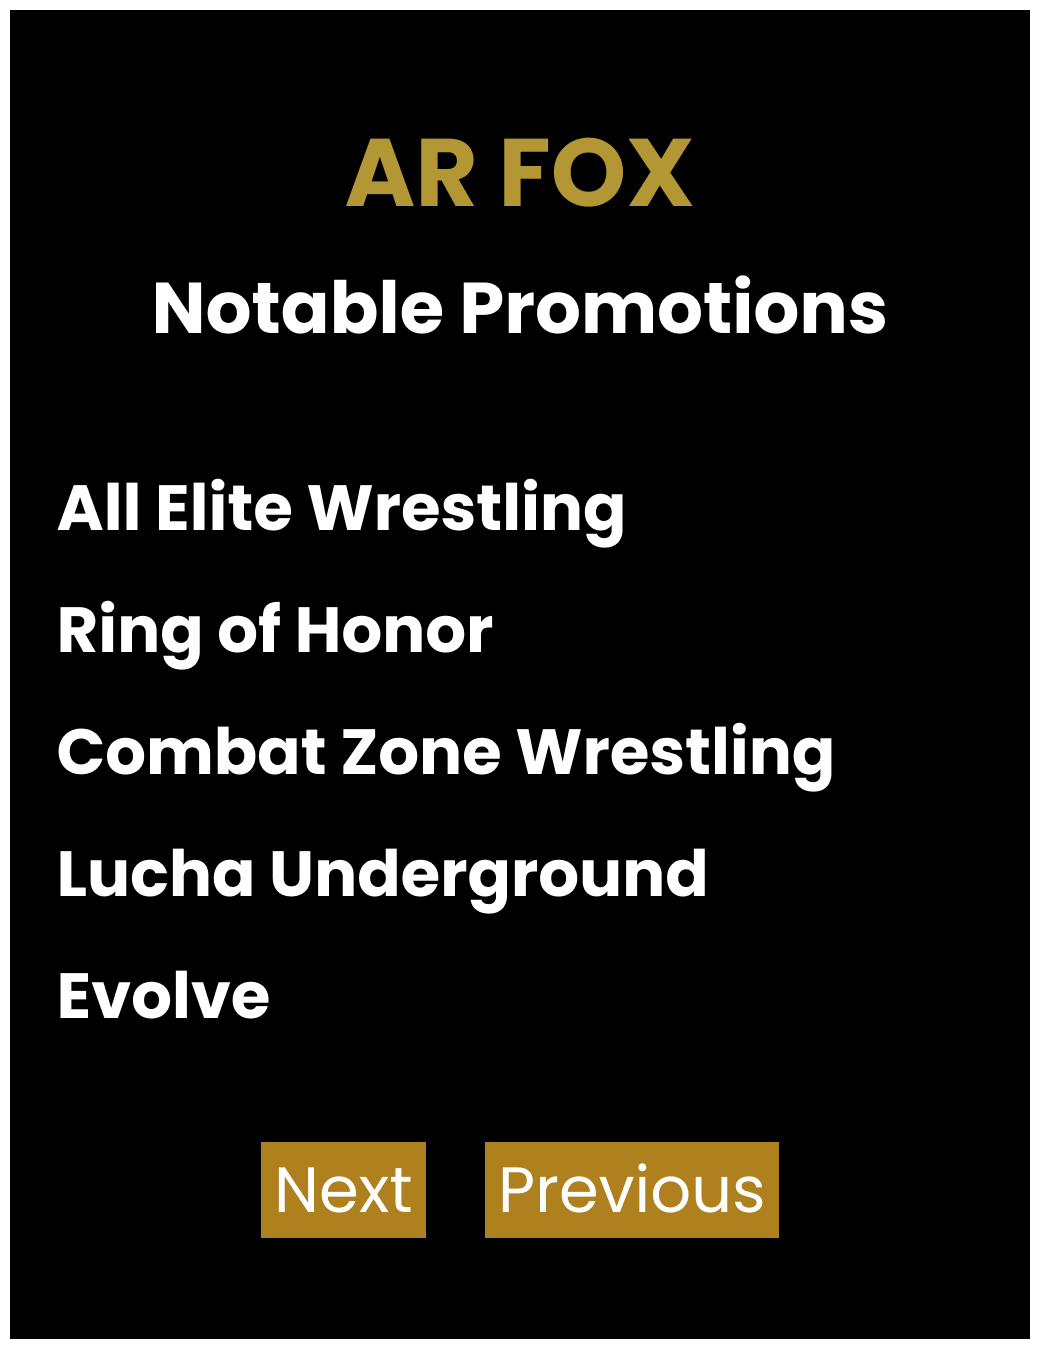 AR FOX
Notable Promotions
All Elite Wrestling
Ring of Honor
Combat Zone Wrestling
Lucha Underground
Evolve
Next Previous